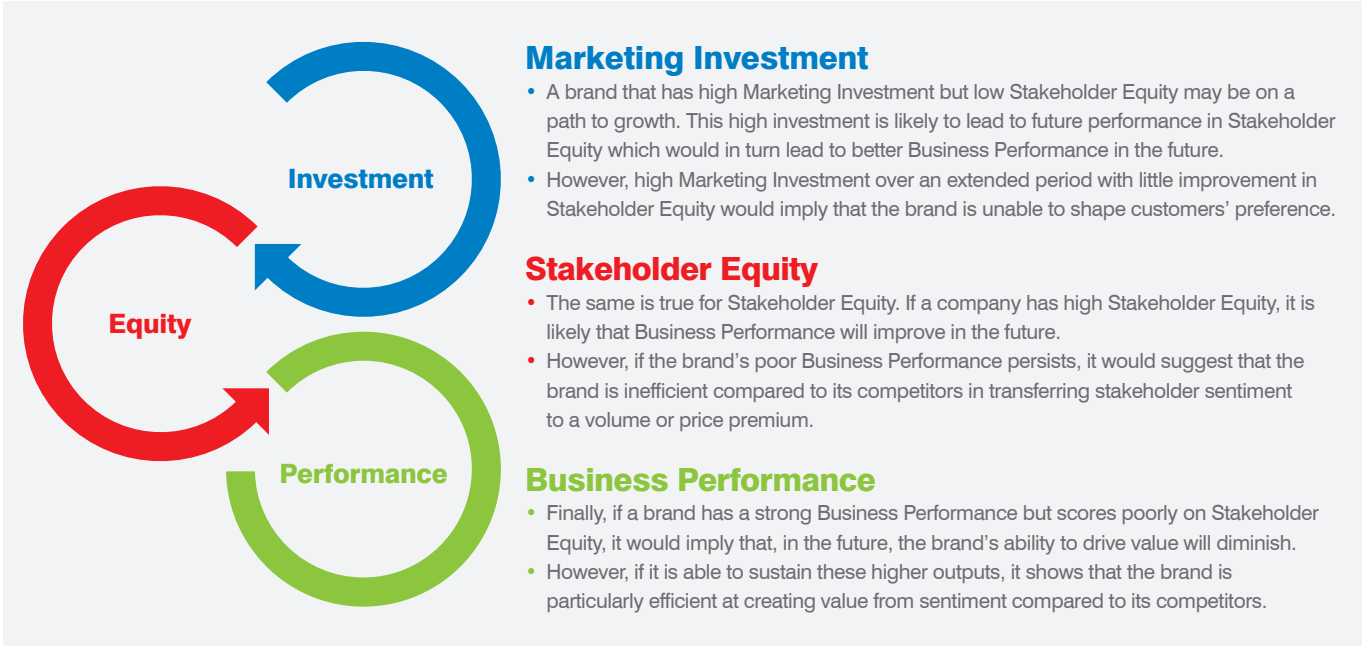 Investment
Equity
Performance
Marketing Investment
• A brand that has high Marketing Investment but low Stakeholder Equity may be on a
path to growth. This high investment is likely to lead to future performance in Stakeholder
Equity which would in turn lead to better Business Performance in the future.
• However, high Marketing Investment over an extended period with little improvement in
Stakeholder Equity would imply that the brand is unable to shape customers’ preference.
Stakeholder Equity
• The same is true for Stakeholder Equity. If a company has high Stakeholder Equity, it is
likely that Business Performance will improve in the future.
• However, if the brand’s poor Business Performance persists, it would suggest that the
brand is inefficient compared to its competitors in transferring stakeholder sentiment
to a volume or price premium.
Business Performance
• Finally, if a brand has a strong Business Performance but scores poorly on Stakeholder
Equity, it would imply that, in the future, the brand’s ability to drive value will diminish.
• However, if it is able to sustain these higher outputs, it shows that the brand is
particularly efficient at creating value from sentiment compared to its competitors.